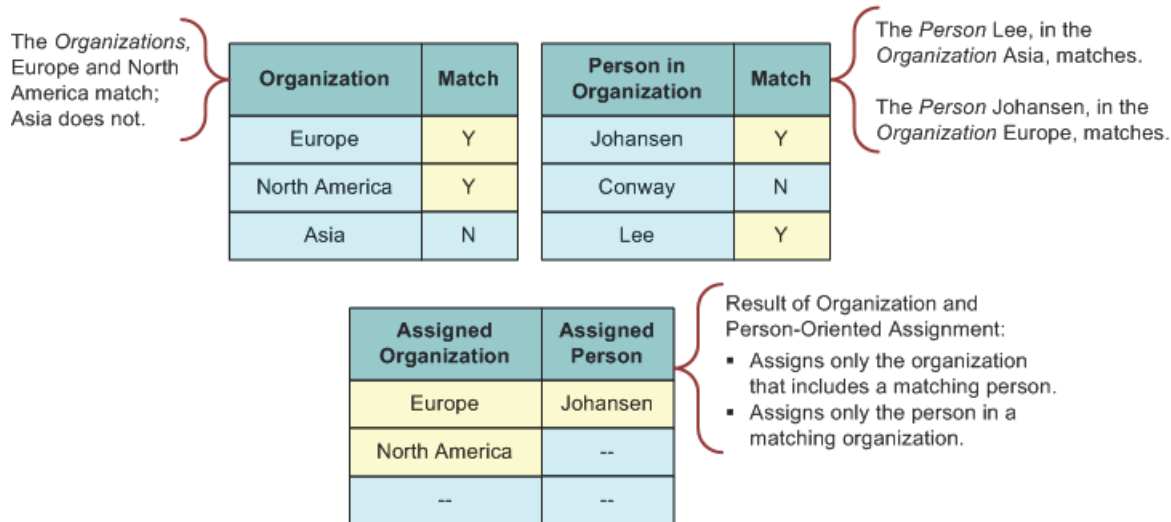 The Organizations,
Europe and North
America match;
Asia does not.
Organization Match
Europe Y
North America Y
Asia N
Person in
Organization Match
Johansen Y
Conway N
Lee Y
The Person Lee, in the
Organization Asia, matches.
The Person Johansen, in the
Organization Europe, matches.
Assigned
Organization
Assigned
Person
Europe Johansen
North America --
-- --
Result of Organization and
Person-Oriented Assignment:
▪ Assigns only the organization
that includes a matching person.
▪ Assigns only the person in a
matching organization.